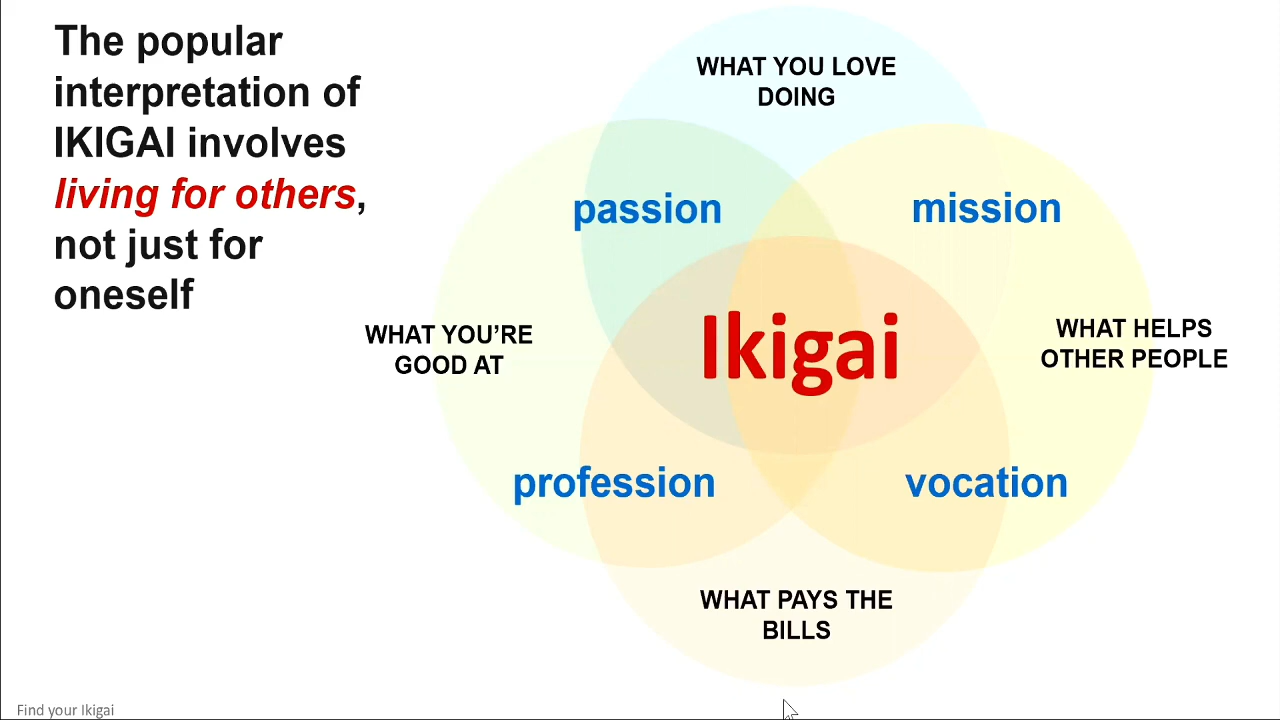 The popular
interpretation of
IKIGAI involves
living for others,
not just for
oneself
WHAT YOU LOVE
DOING
passion
mission
WHAT YOU’RE
GOOD AT
Ikigai
WHAT HELPS
OTHER PEOPLE
profession
vocation
WHAT PAYS THE
BILLS
Find your Ikigai